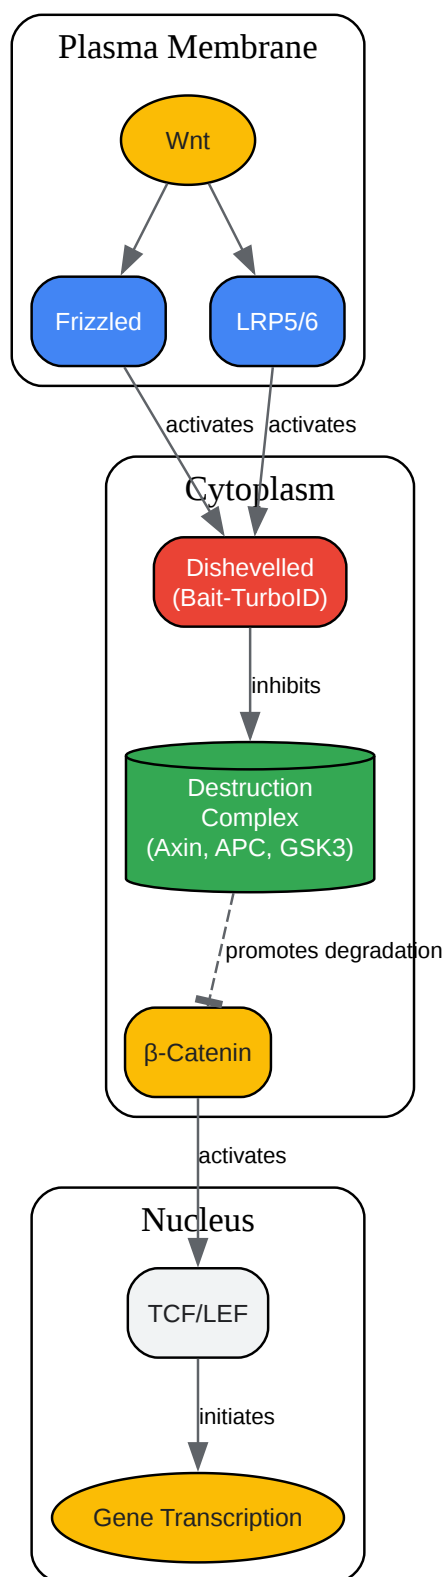 Plasma Membrane
Wnt
Frizzled
LRP5/6
activates
activates
Cytoplasm
Dishevelled
(Bait-TurboID)
inhibits
Destruction
Complex
(Axin, APC, GSK3)
promotes degradation
β-Catenin
activates
Nucleus
TCF/LEF
initiates
Gene Transcription